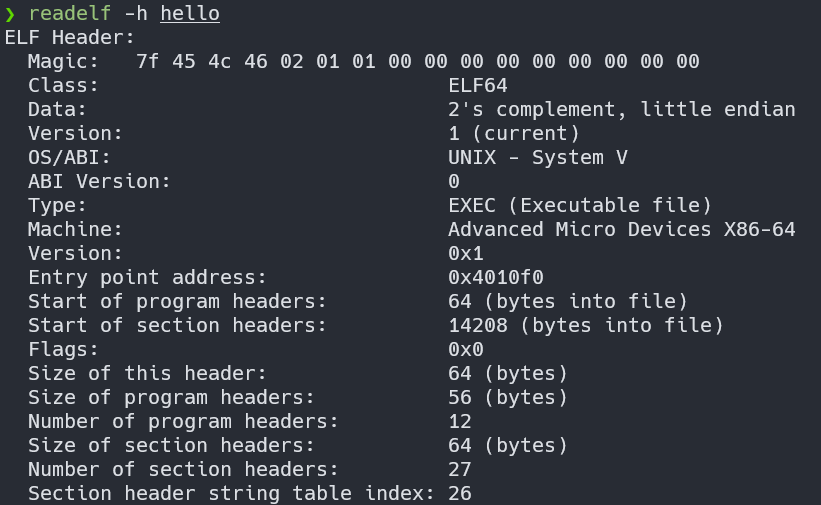 ❯ readelf -h hello
ELF Header:
  Magic:   7f 45 4c 46 02 01 01 00 00 00 00 00 00 00 00 00
  Class:                             ELF64
  Data:                              2's complement, little endian
  Version:                           1 (current)
  OS/ABI:                            UNIX - System V
  ABI Version:                       0
  Type:                              EXEC (Executable file)
  Machine:                           Advanced Micro Devices X86-64
  Version:                           0x1
  Entry point address:               0x4010f0
  Start of program headers:          64 (bytes into file)
  Start of section headers:          14208 (bytes into file)
  Flags:                             0x0
  Size of this header:               64 (bytes)
  Size of program headers:           56 (bytes)
  Number of program headers:         12
  Size of section headers:           64 (bytes)
  Number of section headers:         27
  Section header string table index: 26